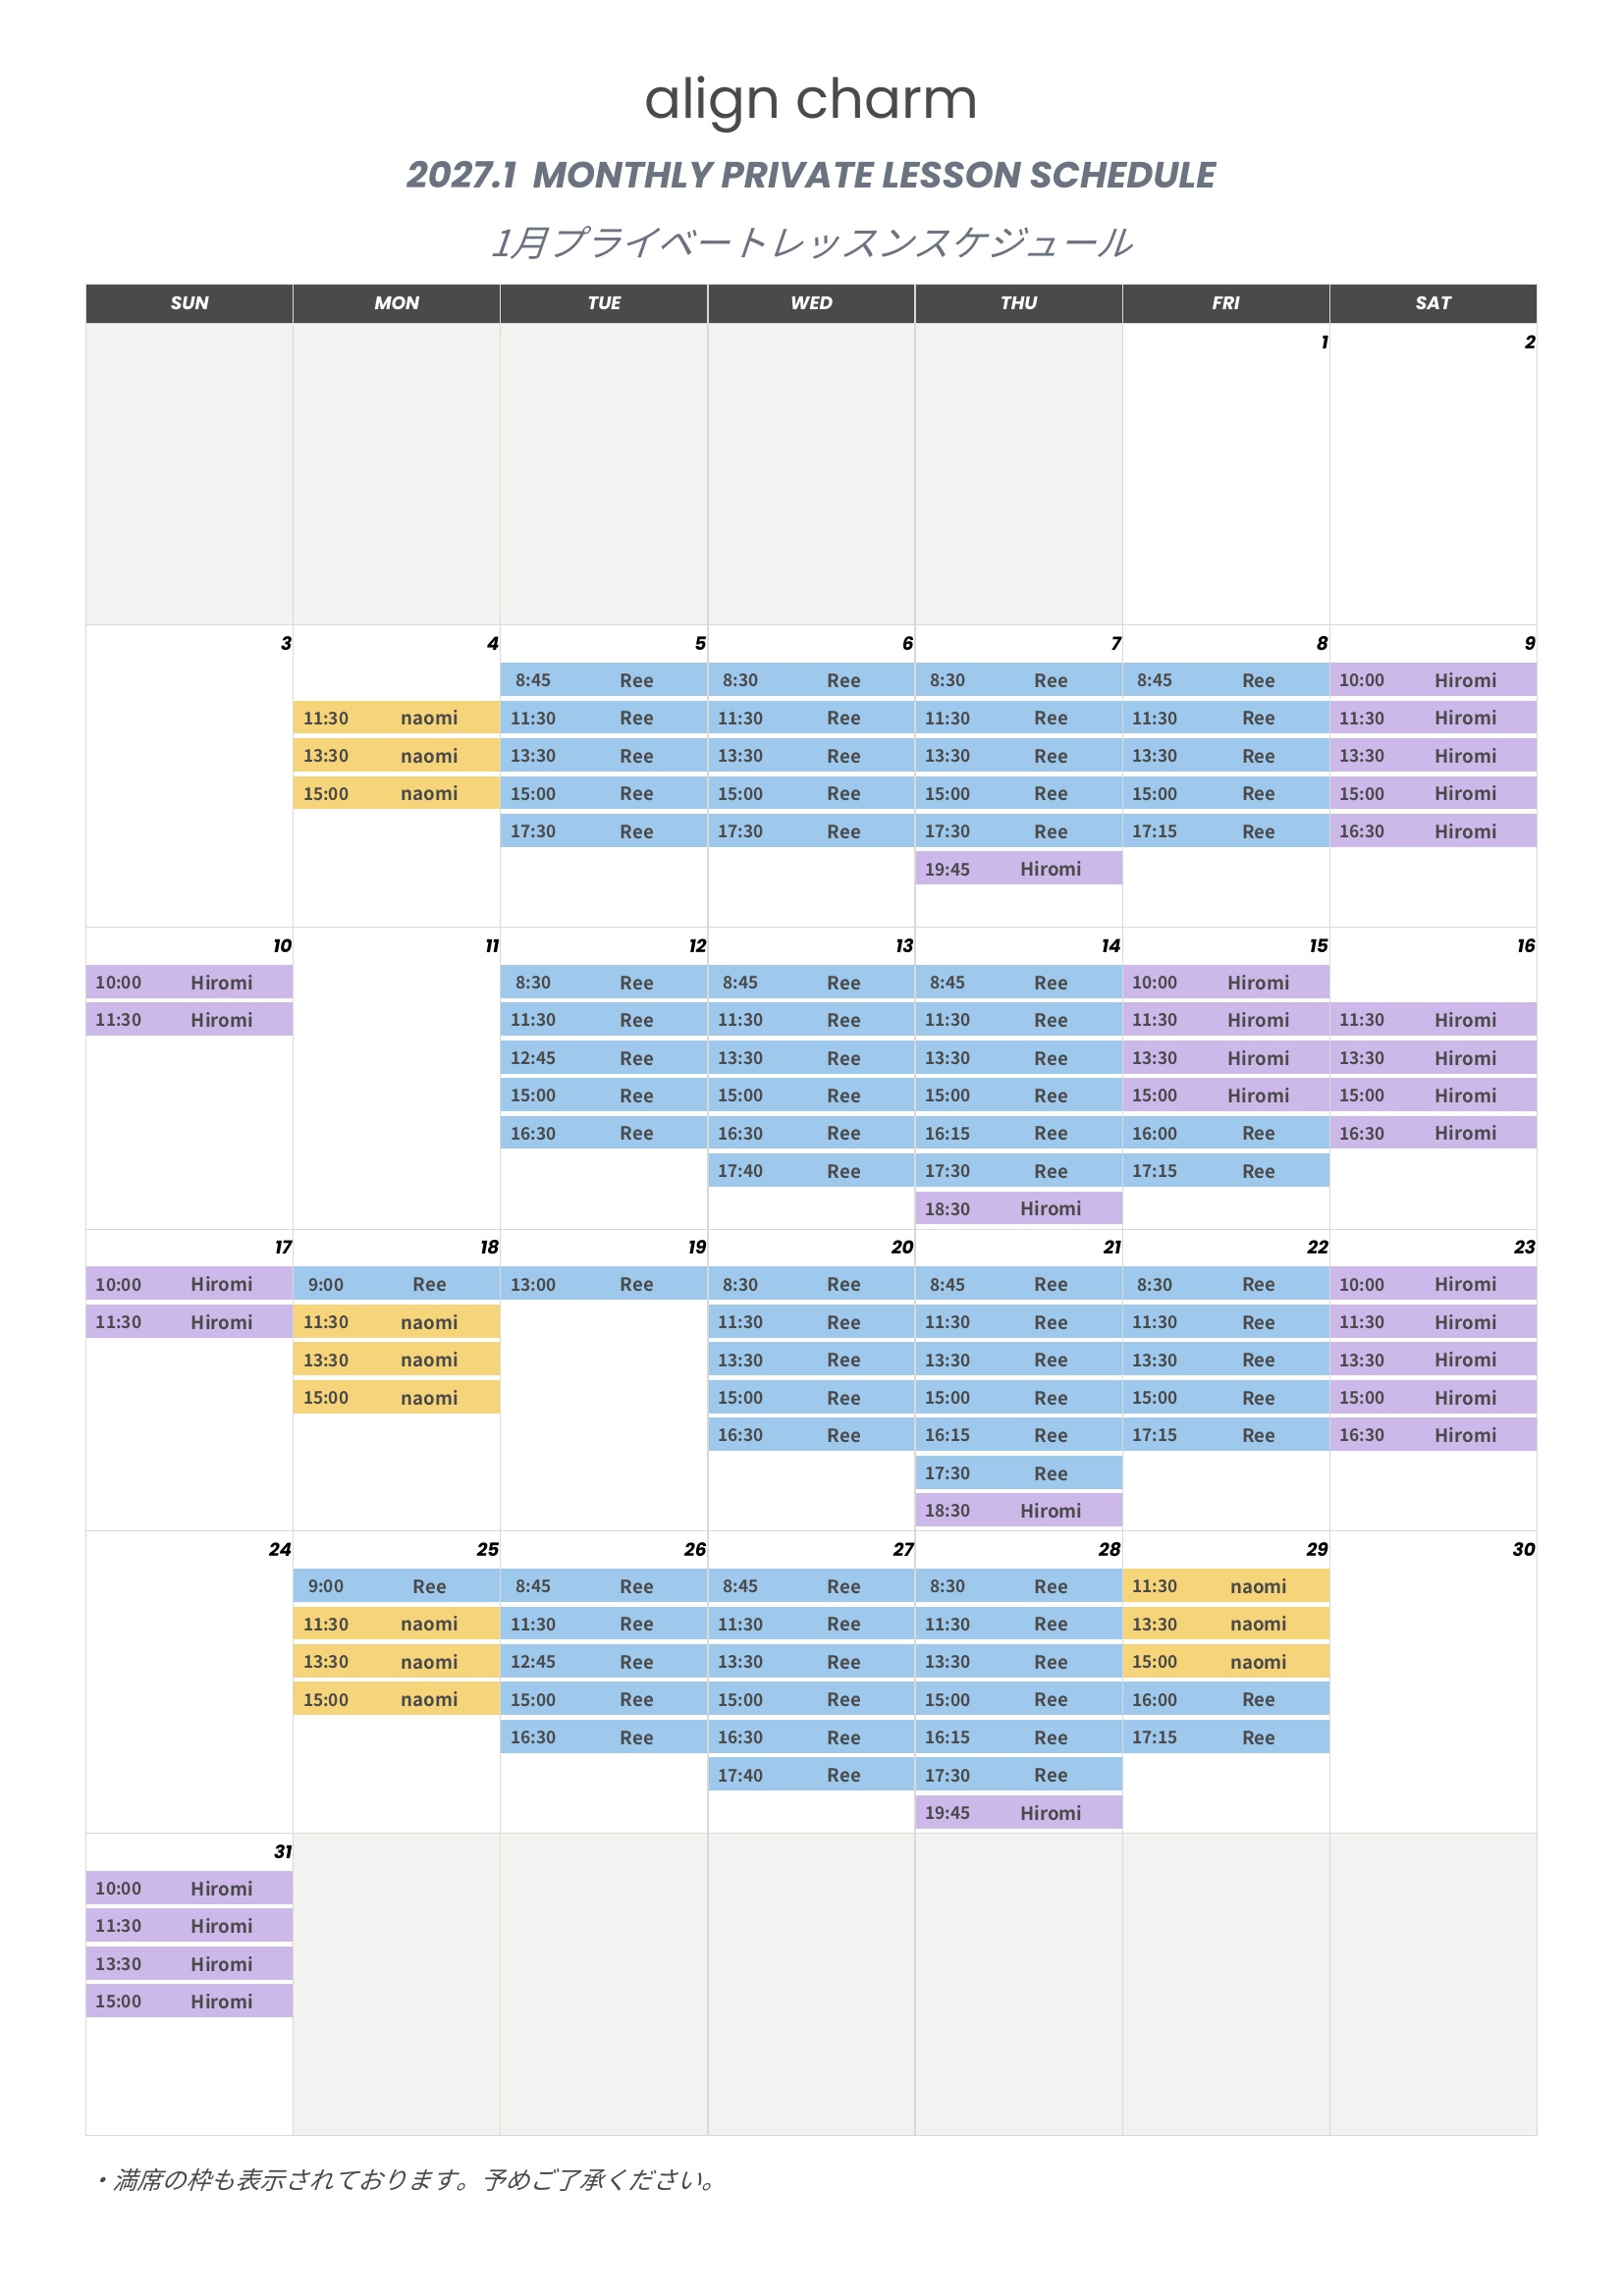 align charm
2027.1 MONTHLY PRIVATE LESSON SCHEDULE
1月プライベートレッスンスケジュール
SUN MON TUE WED THU FRI SAT
1 2
3 4 5 6 7 8 9
8:45 Ree 8:30 Ree 8:30 Ree 8:45 Ree 10:00 Hiromi
11:30 naomi 11:30 Ree 11:30 Ree 11:30 Ree 11:30 Ree 11:30 Hiromi
13:30 naomi 13:30 Ree 13:30 Ree 13:30 Ree 13:30 Ree 13:30 Hiromi
15:00 naomi 15:00 Ree 15:00 Ree 15:00 Ree 15:00 Ree 15:00 Hiromi
17:30 Ree 17:30 Ree 17:30 Ree 17:15 Ree 16:30 Hiromi
19:45 Hiromi
10 11 12 13 14 15 16
10:00 Hiromi 8:30 Ree 8:45 Ree 8:45 Ree 10:00 Hiromi
11:30 Hiromi 11:30 Ree 11:30 Ree 11:30 Ree 11:30 Hiromi 11:30 Hiromi
12:45 Ree 13:30 Ree 13:30 Ree 13:30 Hiromi 13:30 Hiromi
15:00 Ree 15:00 Ree 15:00 Ree 15:00 Hiromi 15:00 Hiromi
16:30 Ree 16:30 Ree 16:15 Ree 16:00 Ree 16:30 Hiromi
17:40 Ree 17:30 Ree 17:15 Ree
18:30 Hiromi
17 18 19 20 21 22 23
10:00 Hiromi 9:00 Ree 13:00 Ree 8:30 Ree 8:45 Ree 8:30 Ree 10:00 Hiromi
11:30 Hiromi 11:30 naomi 11:30 Ree 11:30 Ree 11:30 Ree 11:30 Hiromi
13:30 naomi 13:30 Ree 13:30 Ree 13:30 Ree 13:30 Hiromi
15:00 naomi 15:00 Ree 15:00 Ree 15:00 Ree 15:00 Hiromi
16:30 Ree 16:15 Ree 17:15 Ree 16:30 Hiromi
17:30 Ree
18:30 Hiromi
24 25 26 27 28 29 30
9:00 Ree 8:45 Ree 8:45 Ree 8:30 Ree 11:30 naomi
11:30 naomi 11:30 Ree 11:30 Ree 11:30 Ree 13:30 naomi
13:30 naomi 12:45 Ree 13:30 Ree 13:30 Ree 15:00 naomi
15:00 naomi 15:00 Ree 15:00 Ree 15:00 Ree 16:00 Ree
16:30 Ree 16:30 Ree 16:15 Ree 17:15 Ree
17:40 Ree 17:30 Ree
19:45 Hiromi
31
10:00 Hiromi
11:30 Hiromi
13:30 Hiromi
15:00 Hiromi
・満席の枠も表示されております。予めご了承ください。